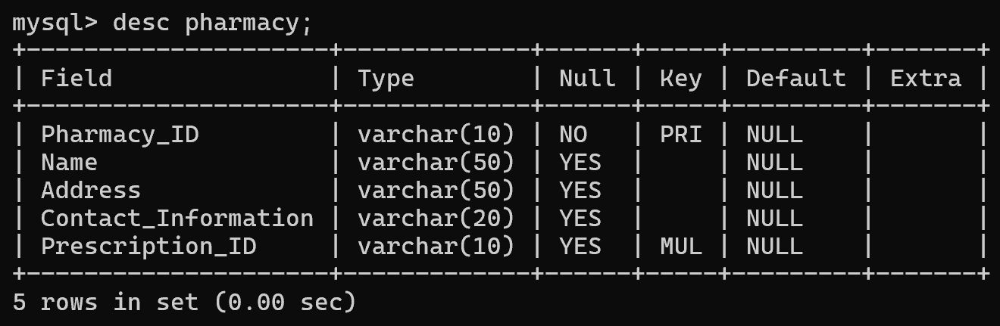 mysql> desc pharmacy;
+---------------------+-------------+------+-----+---------+-------+
| Field               | Type        | Null | Key | Default | Extra |
+---------------------+-------------+------+-----+---------+-------+
| Pharmacy_ID         | varchar(10) | NO   | PRI | NULL    |       |
| Name                | varchar(50) | YES  |     | NULL    |       |
| Address             | varchar(50) | YES  |     | NULL    |       |
| Contact_Information | varchar(20) | YES  |     | NULL    |       |
| Prescription_ID     | varchar(10) | YES  | MUL | NULL    |       |
+---------------------+-------------+------+-----+---------+-------+
5 rows in set (0.00 sec)